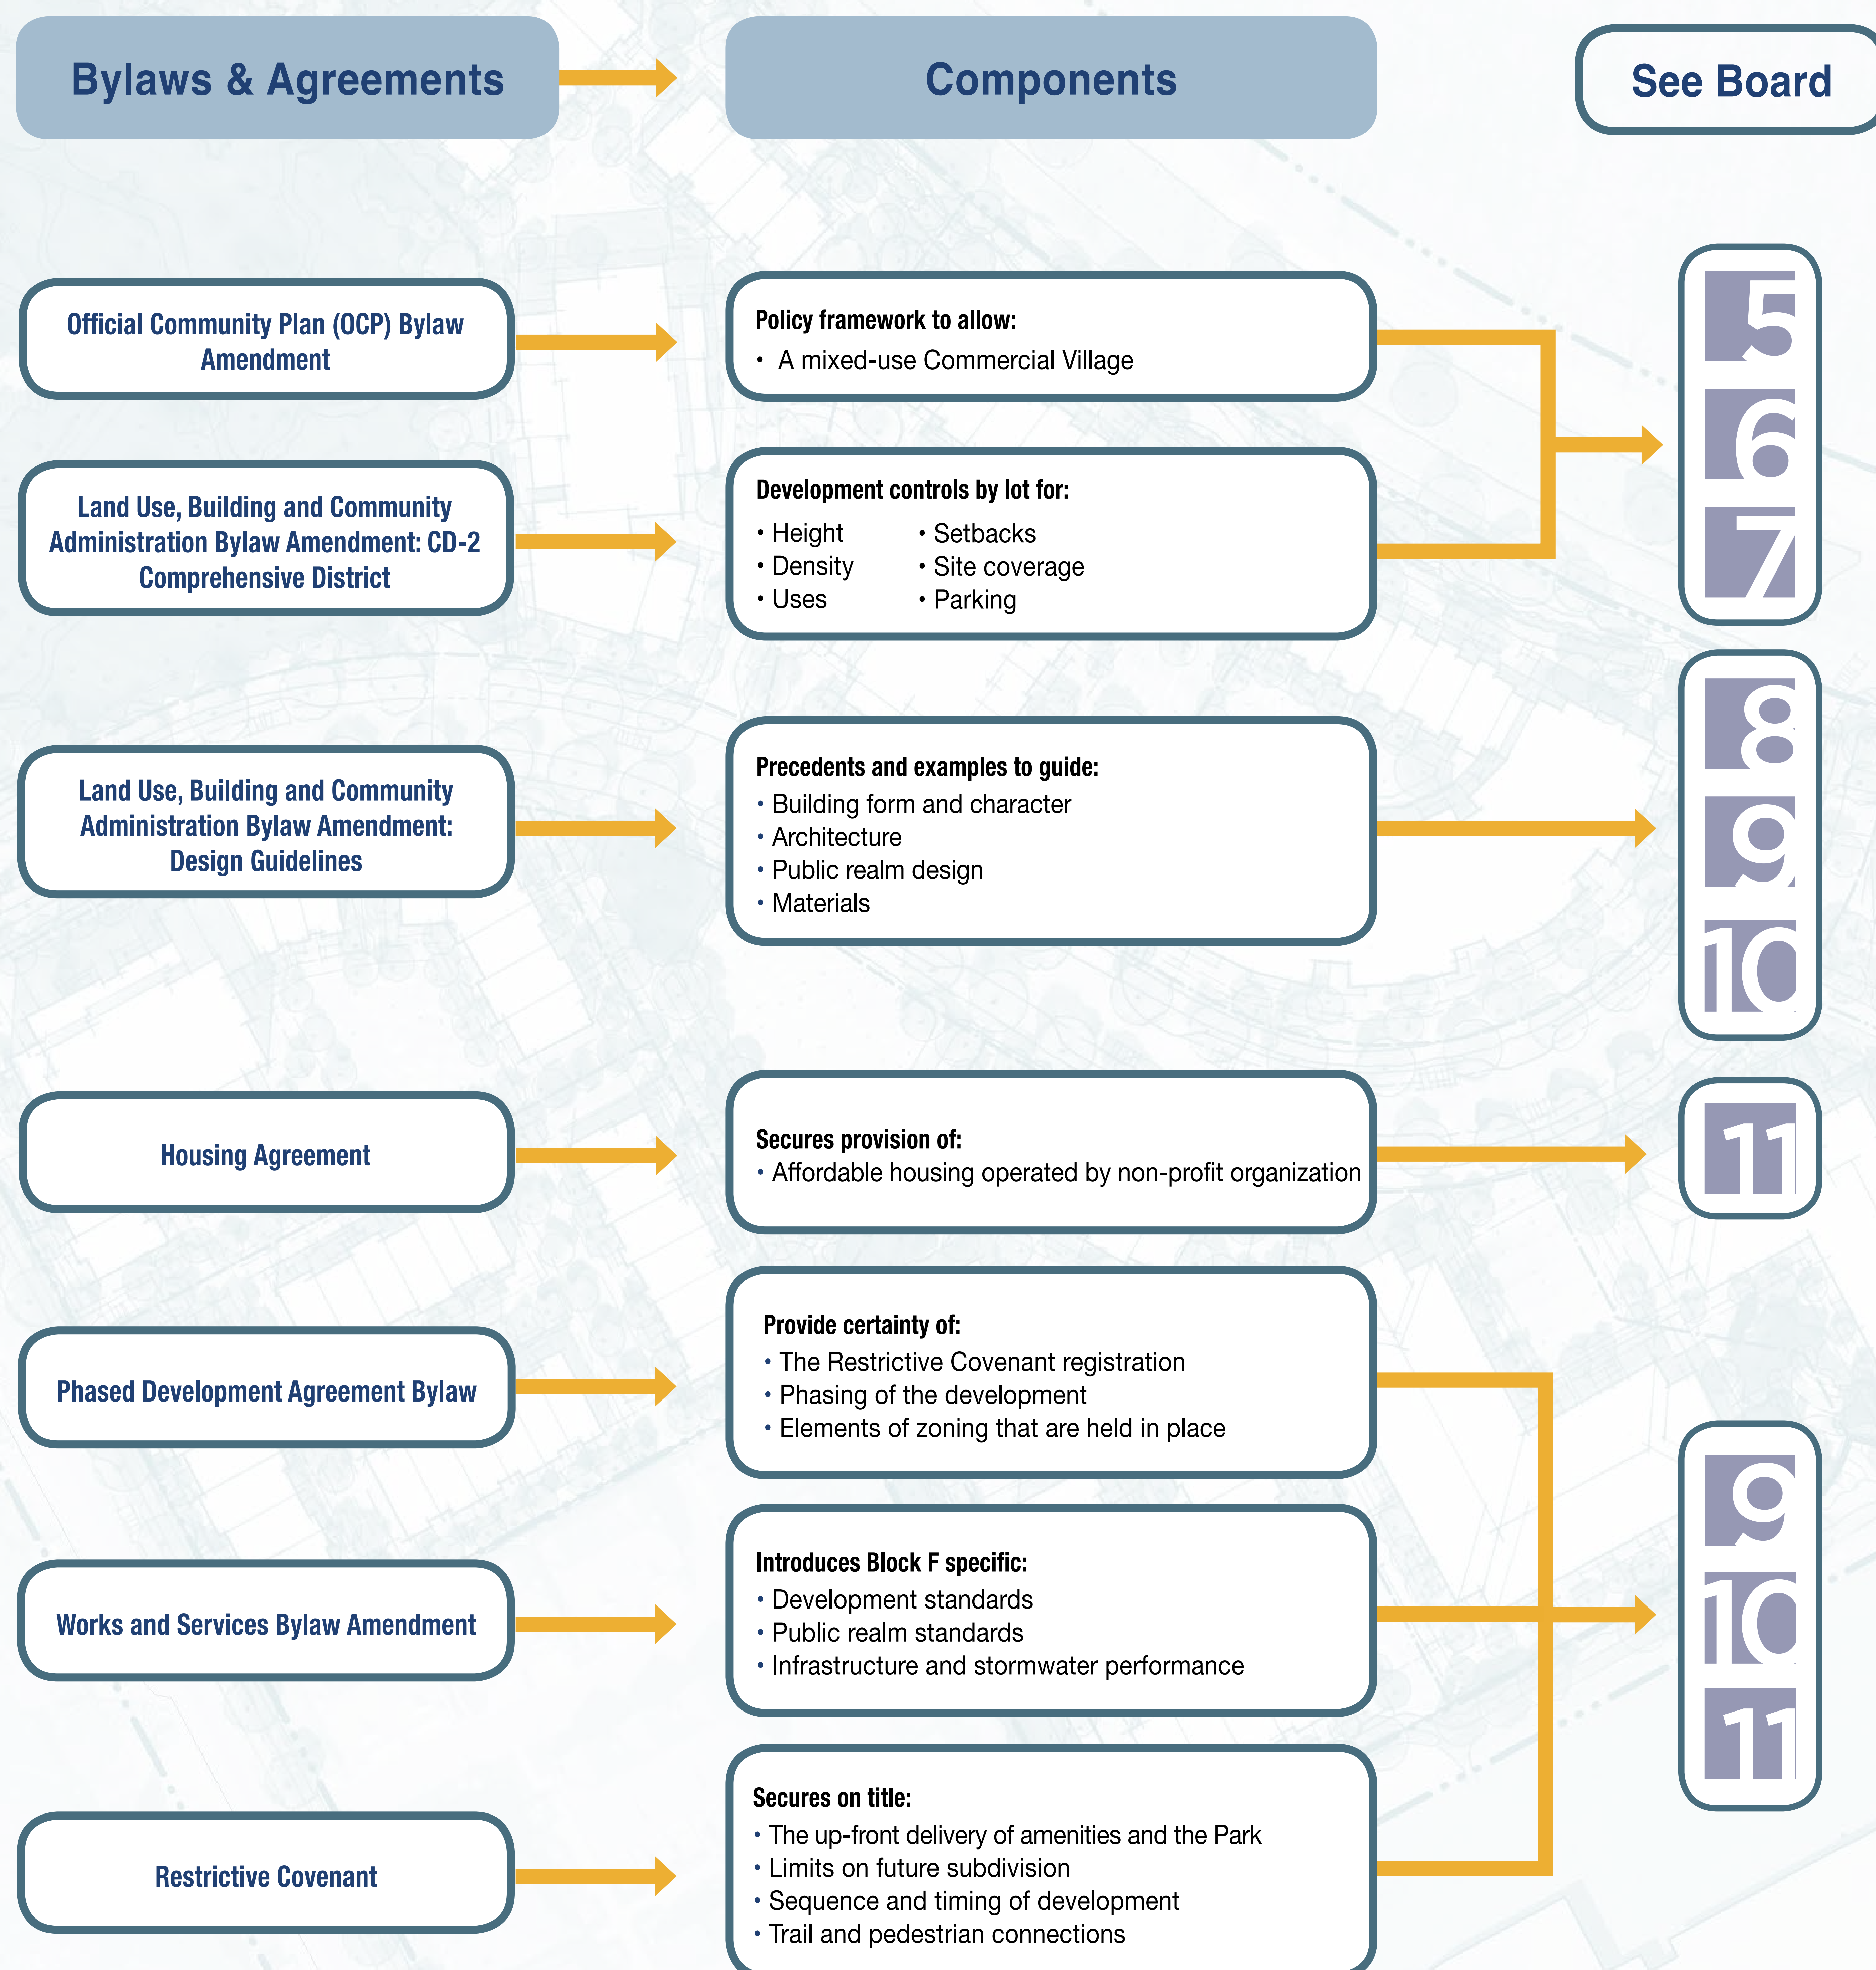 Bylaws & Agreements
Components
See Board
Official Community Plan (OCP) Bylaw
Amendment
Policy framework to allow:
• A mixed-use Commercial Village
Land Use, Building and Community
Administration Bylaw Amendment: CD-2
Comprehensive District
Development controls by lot for:
• Height
• Density
• Uses
• Setbacks
• Site coverage
• Parking
5
6
7
Land Use, Building and Community
Administration Bylaw Amendment:
Design Guidelines
Precedents and examples to guide:
• Building form and character
• Architecture
• Public realm design
• Materials
8
9
10
Housing Agreement
Secures provision of:
• Affordable housing operated by non-profit organization
11
Phased Development Agreement Bylaw
Provide certainty of:
• The Restrictive Covenant registration
• Phasing of the development
• Elements of zoning that are held in place
Works and Services Bylaw Amendment
Introduces Block F specific:
• Development standards
• Public realm standards
• Infrastructure and stormwater performance
Restrictive Covenant
Secures on title:
• The up-front delivery of amenities and the Park
• Limits on future subdivision
• Sequence and timing of development
• Trail and pedestrian connections
9
10
11